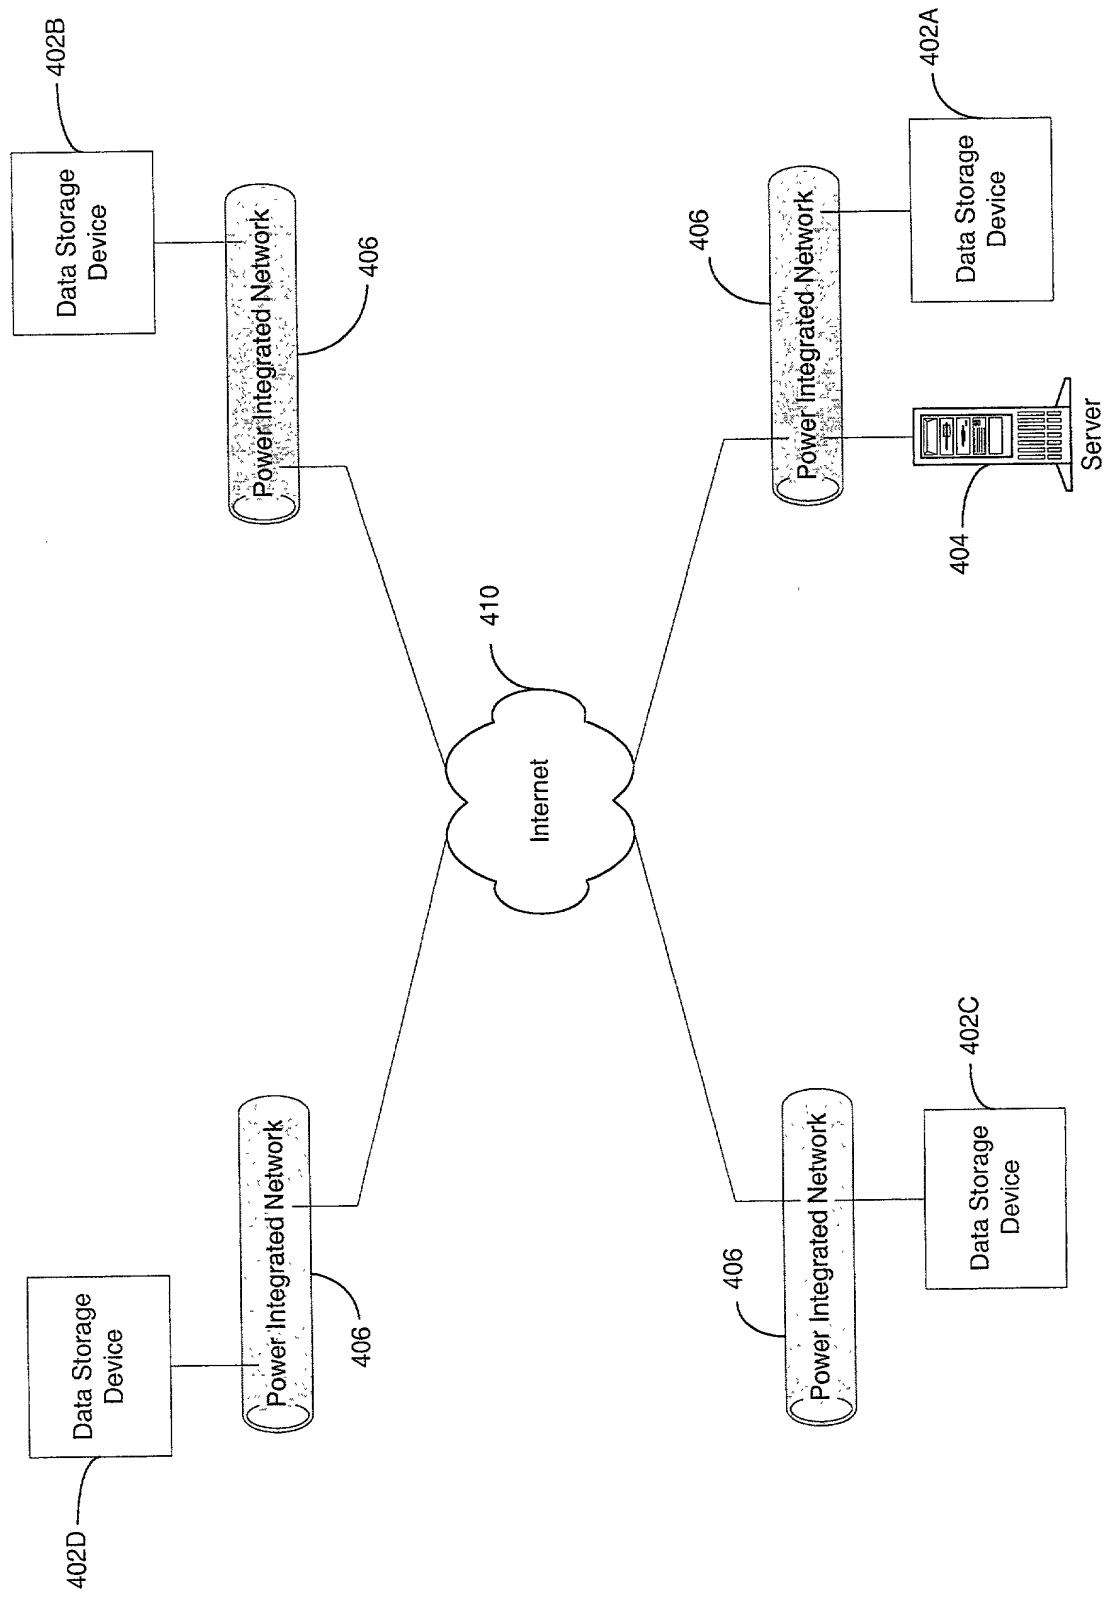 402D
Data Storage
Device
Power Integrated Network
406
402B
Data Storage
Device
Power Integrated Network
406
410
Internet
406
Power Integrated Network
402C
Data Storage
Device
406
Power Integrated Network
404
Server
402A
Data Storage
Device